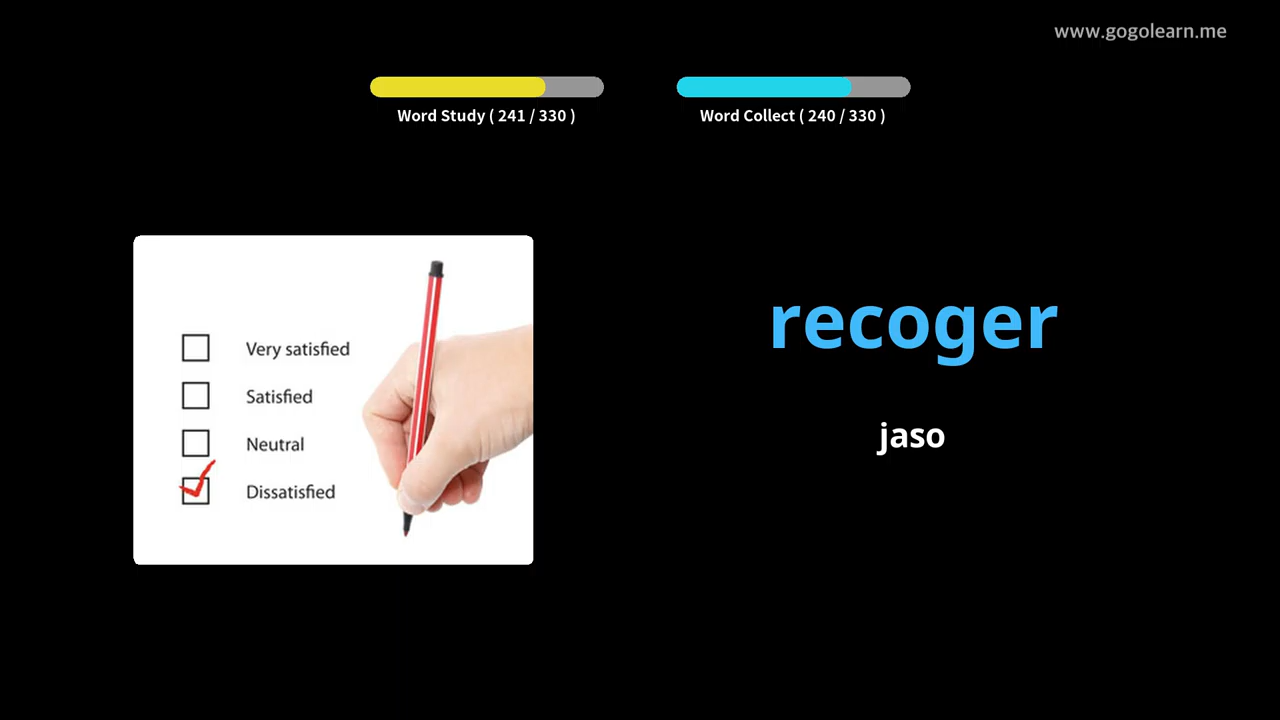 www.gogolearn.me
Word Study ( 241 / 330 )
Word Collect ( 240 / 330 )
Very satisfied
Satisfied
Neutral
Dissatisfied
recoger
jaso